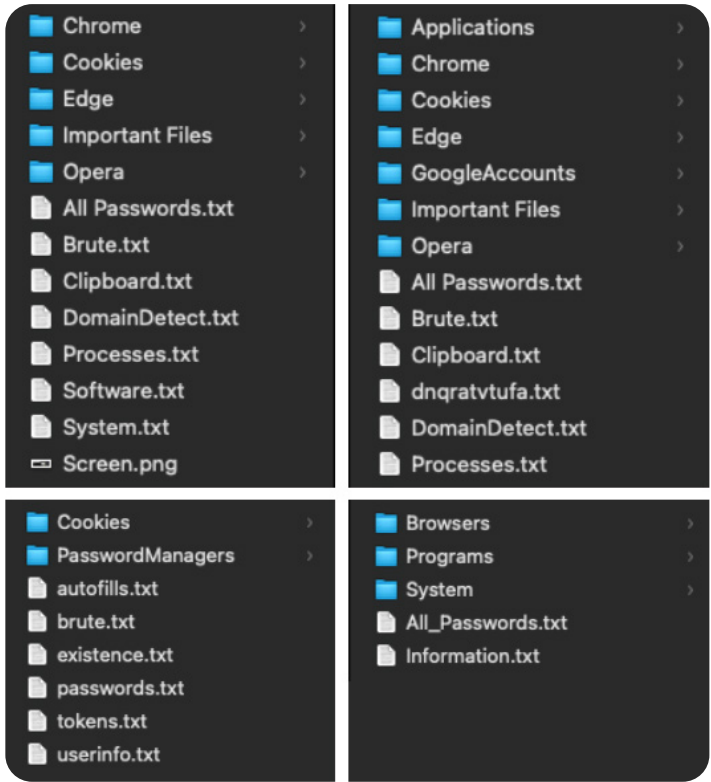 Chrome
Cookies
Edge
Important Files
Opera
All Passwords.txt
Brute.txt
Clipboard.txt
DomainDetect.txt
Processes.txt
Software.txt
System.txt
Screen.png
Applications
Chrome
Cookies
Edge
GoogleAccounts
Important Files
Opera
All Passwords.txt
Brute.txt
Clipboard.txt
dnqratvtufa.txt
DomainDetect.txt
Processes.txt
Cookies
PasswordManagers
autofills.txt
brute.txt
existence.txt
passwords.txt
tokens.txt
userinfo.txt
Browsers
Programs
System
All_Passwords.txt
Information.txt